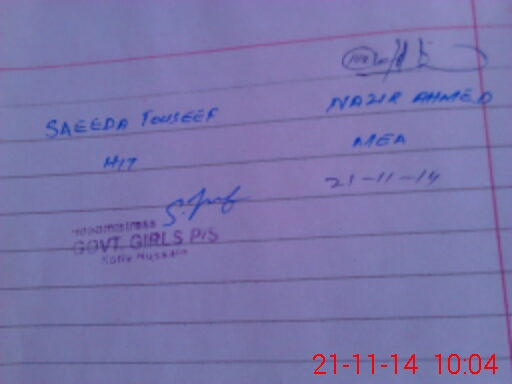 SAEEDA TOUSEEF
H/T
Headmistress
GOVT. GIRLS P/S
NAZIR AHMED
MEA
21-11-14
21-11-14 10:04